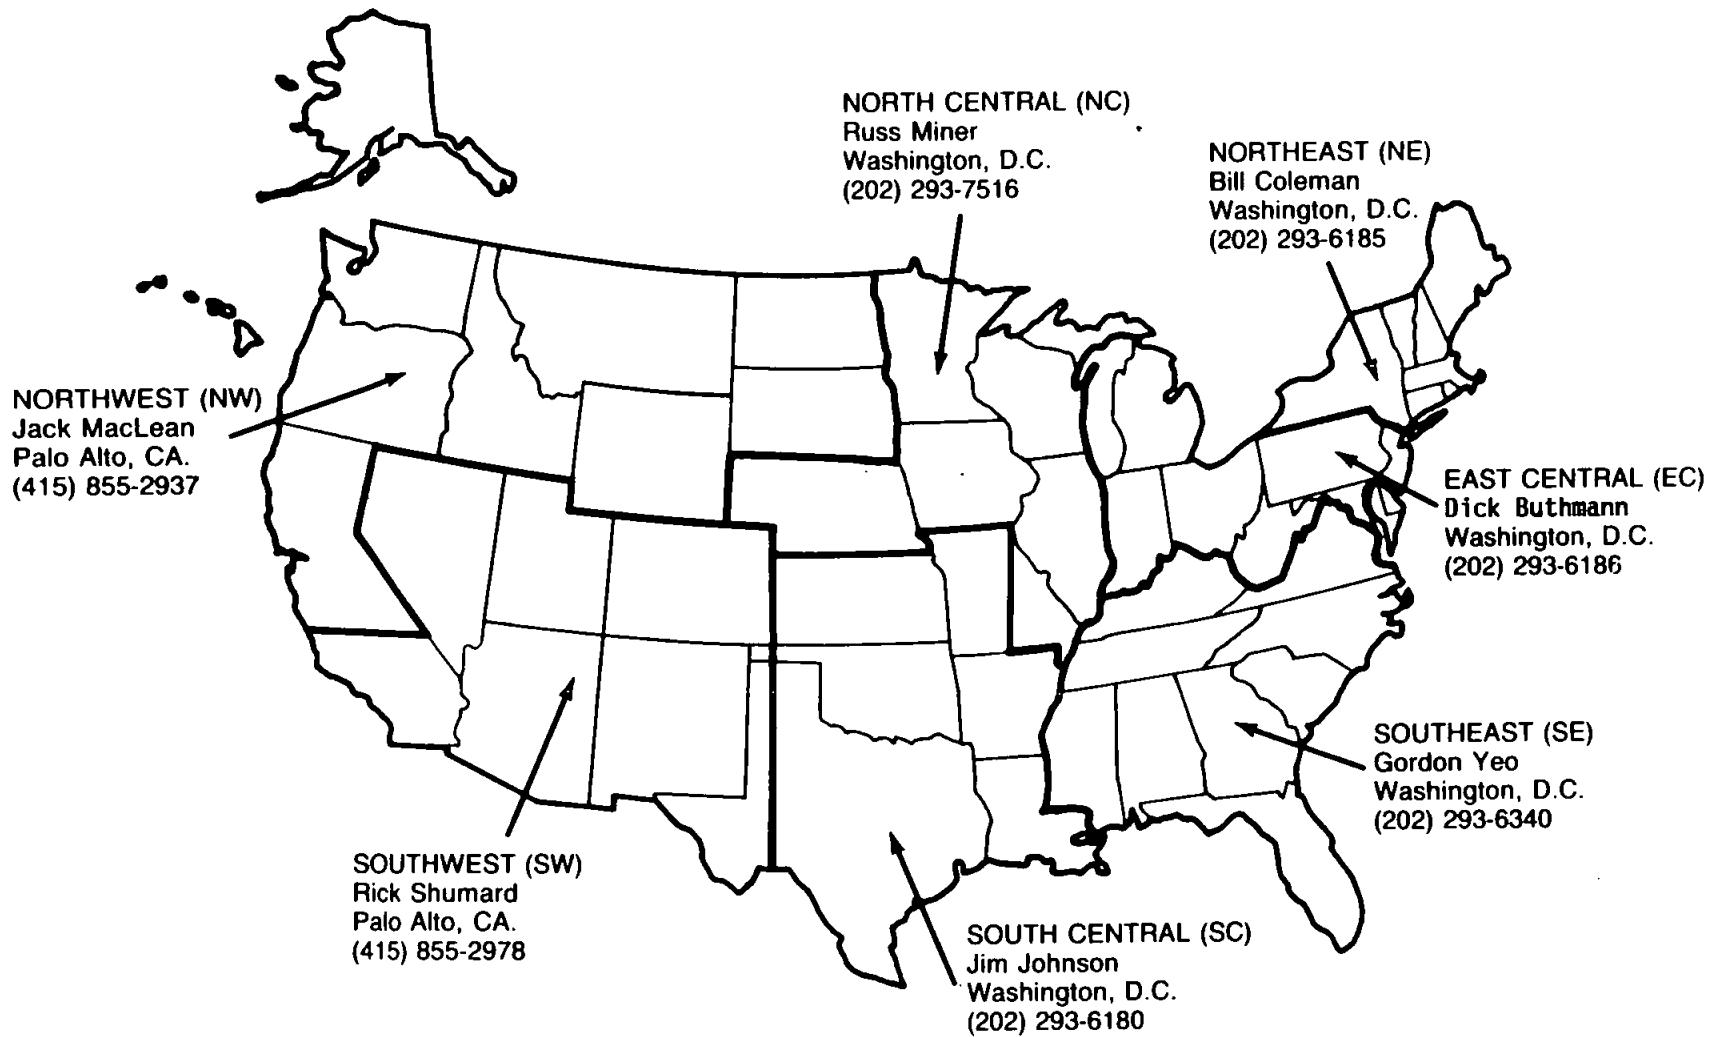 NORTH CENTRAL (NC)
Russ Miner
Washington, D.C.
(202) 293-7516
NORTHEAST (NE)
Bill Coleman
Washington, D.C.
(202) 293-6185
NORTHWEST (NW)
Jack MacLean
Palo Alto, CA.
(415) 855-2937
EAST CENTRAL (EC)
Dick Buthmann
Washington, D.C.
(202) 293-6186
SOUTHEAST (SE)
Gordon Yeo
Washington, D.C.
(202) 293-6340
SOUTHWEST (SW)
Rick Shumard
Palo Alto, CA.
(415) 855-2978
SOUTH CENTRAL (SC)
Jim Johnson
Washington, D.C.
(202) 293-6180